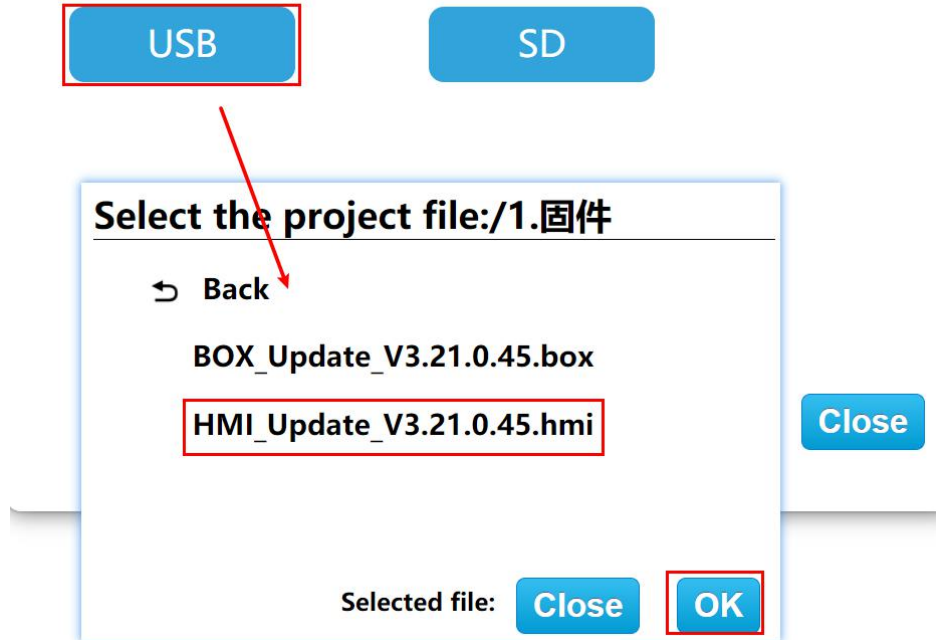 USB
SD
Select the project file:/1.固件
Back
BOX_Update_V3.21.0.45.box
HMI_Update_V3.21.0.45.hmi
Close
Selected file:
Close
OK